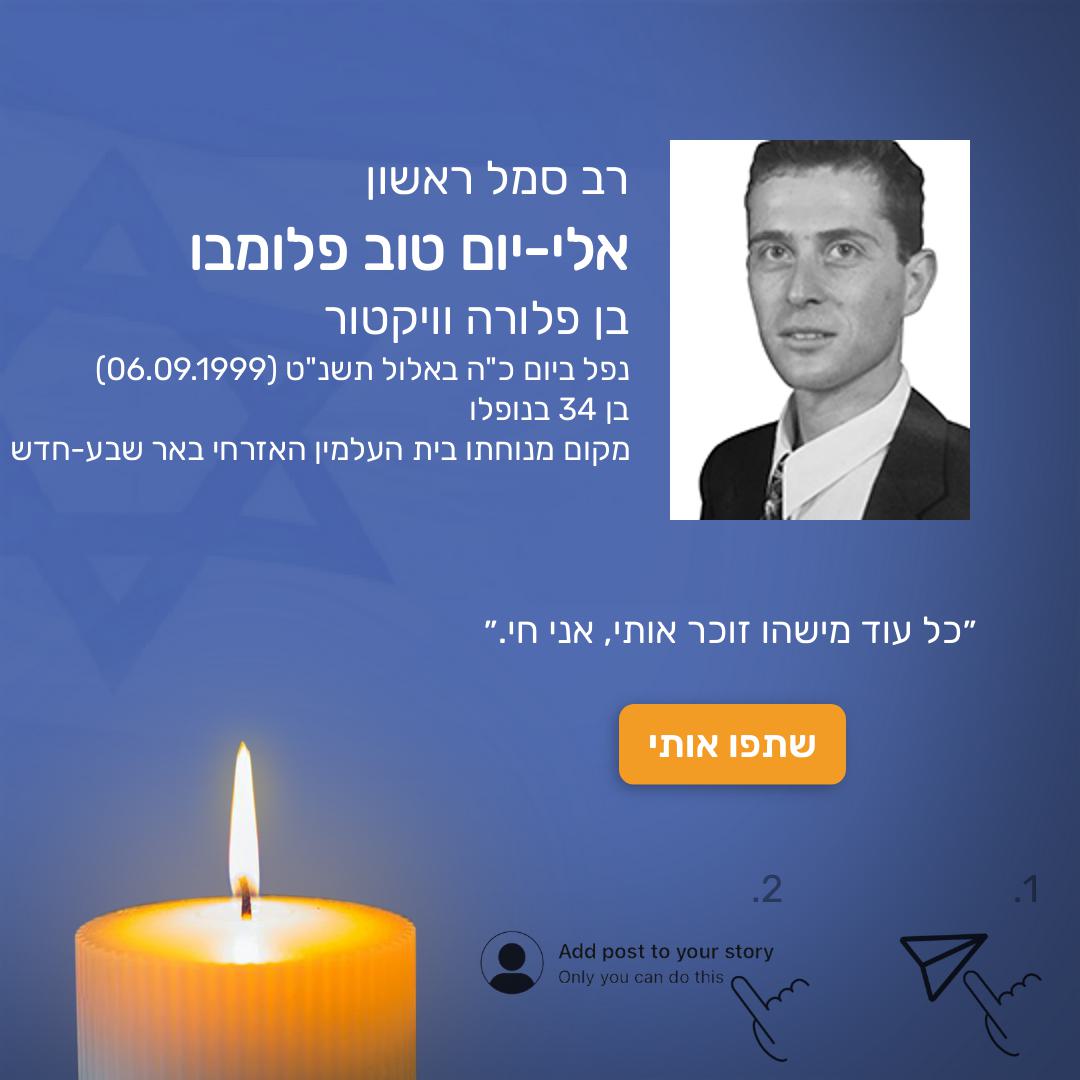 רב סמל ראשון
אלי-יום טוב פלומבו
בן פלורה וויקטור
נפל ביום כ"ה באלול תשנ"ט (06.09.1999)
בן 34 בנופלו
מקום מנוחתו בית העלמין האזרחי באר שבע-חדש
״כל עוד מישהו זוכר אותי, אני חי.״
שתפו אותי
1.
2.
Add post to your story
Only you can do this